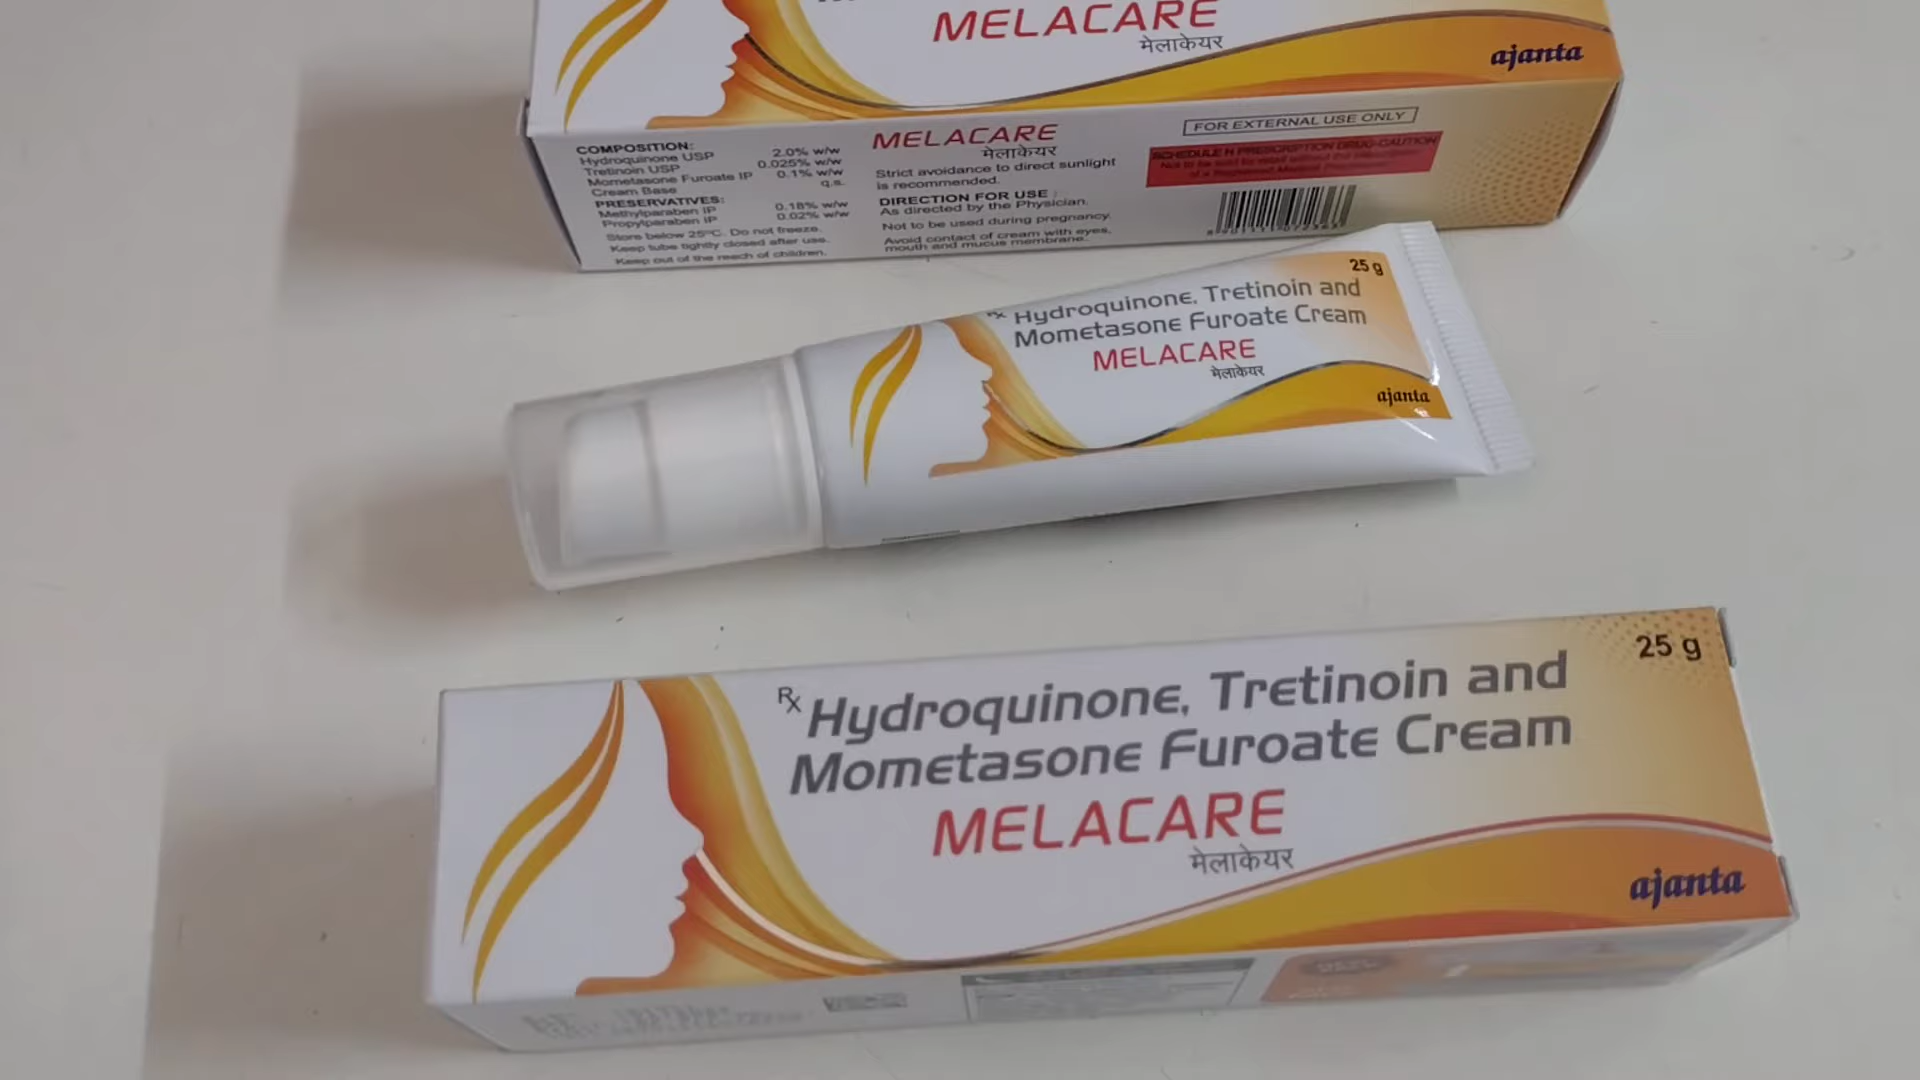 MELACARE
मेलाकेयर
ajanta
COMPOSITION:
Hydroquinone USP 2.0% w/w
Tretinoin USP 0.025% w/w
Mometasone Furoate IP 0.1% w/w
Cream Base q.s.
PRESERVATIVES:
Methylparaben IP 0.18% w/w
Propylparaben IP 0.02% w/w
Store below 25°C. Do not freeze.
Keep tube tightly closed after use.
Keep out of the reach of children.
MELACARE
मेलाकेयर
Strict avoidance to direct sunlight
is recommended.
DIRECTION FOR USE :
As directed by the Physician.
Not to be used during pregnancy.
Avoid contact of cream with eyes,
mouth and mucus membrane.
FOR EXTERNAL USE ONLY
SCHEDULE H PRESCRIPTION DRUG-CAUTION
25 g
Rx Hydroquinone, Tretinoin and
Mometasone Furoate Cream
MELACARE
मेलाकेयर
ajanta
25 g
Rx Hydroquinone, Tretinoin and
Mometasone Furoate Cream
MELACARE
मेलाकेयर
ajanta